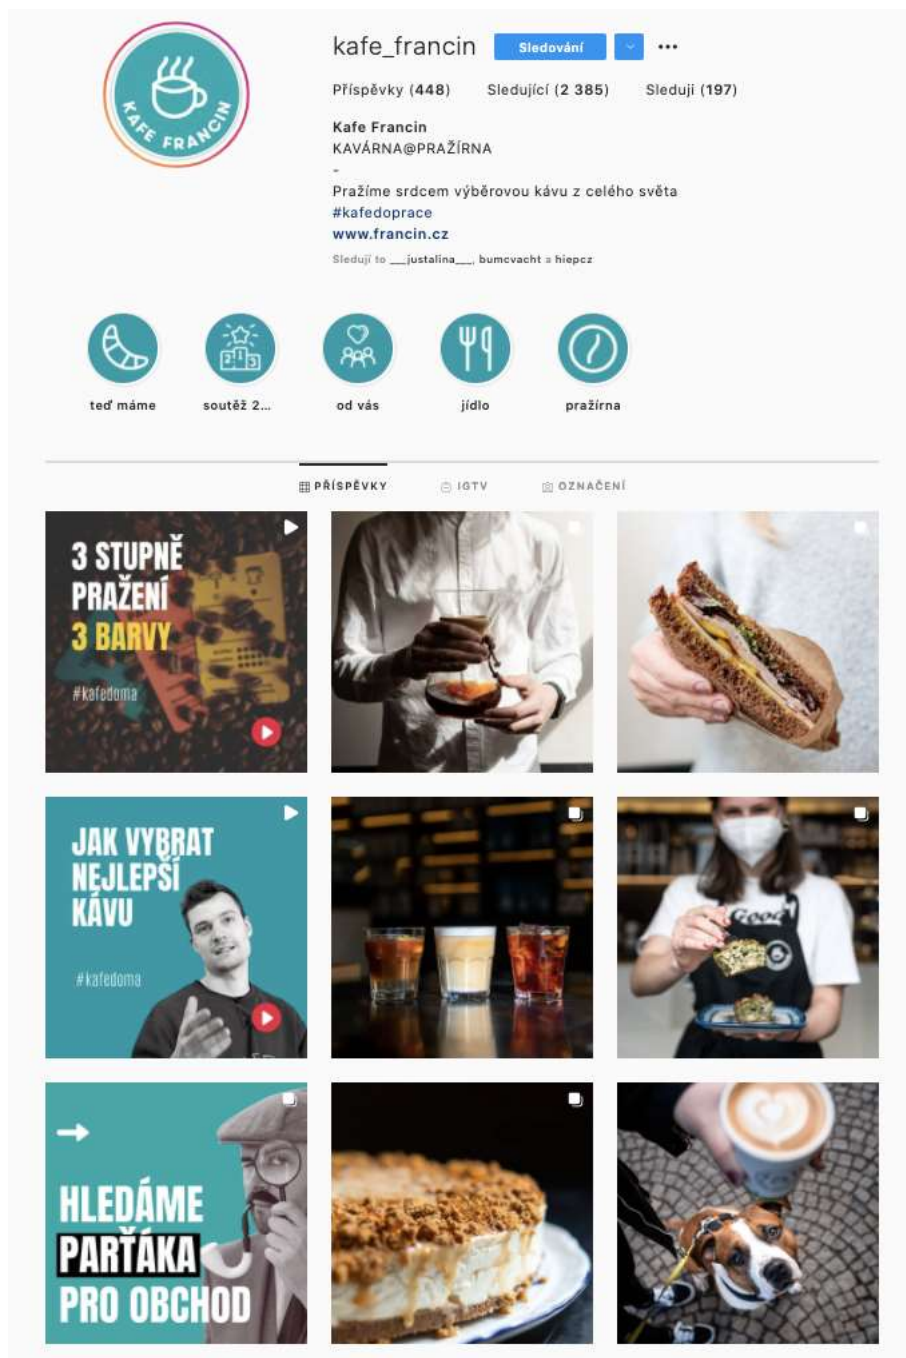 KAFE FRANCIN
kafe_francin
Sledování
Příspěvky (448) Sledující (2 385) Sleduji (197)
Kafe Francin
KAVÁRNA@PRAŽÍRNA
-
Pražíme srdcem výběrovou kávu z celého světa
#kafedoprace
www.francin.cz
Sledují to ___justalina___, bumcvacht a hiepcz
teď máme
soutěž 2...
od vás
jídlo
pražírna
PŘÍSPĚVKY
IGTV
OZNAČENÍ
3 STUPNĚ
PRAŽENÍ
3 BARVY
#kafedoma
JAK VYBRAT
NEJLEPŠÍ
KÁVU
#kafedoma
Good
HLEDÁME
PARŤÁKA
PRO OBCHOD